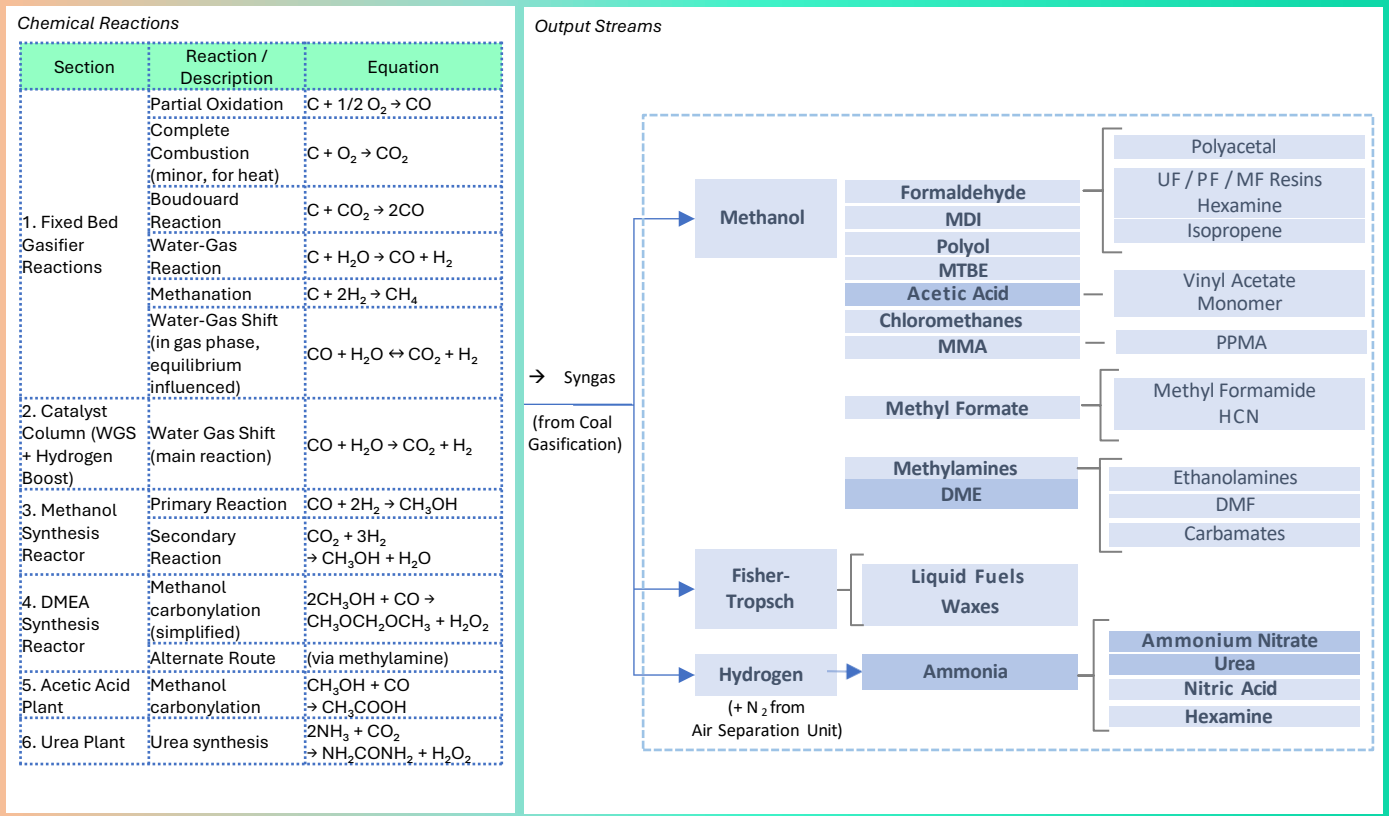 Chemical Reactions
Section
Reaction /
Description
Equation
1. Fixed Bed
Gasifier
Reactions
Partial Oxidation
C + 1/2 O₂ → CO
Complete
Combustion
(minor, for heat)
C + O₂ → CO₂
Boudouard
Reaction
C + CO₂ → 2CO
Water-Gas
Reaction
C + H₂O → CO + H₂
Methanation
C + 2H₂ → CH₄
Water-Gas Shift
(in gas phase,
equilibrium
influenced)
CO + H₂O ↔ CO₂ + H₂
2. Catalyst
Column (WGS
+ Hydrogen
Boost)
Water Gas Shift
(main reaction)
CO + H₂O → CO₂ + H₂
3. Methanol
Synthesis
Reactor
Primary Reaction
CO + 2H₂ → CH₃OH
Secondary
Reaction
CO₂ + 3H₂
→ CH₃OH + H₂O
4. DMEA
Synthesis
Reactor
Methanol
carbonylation
(simplified)
2CH₃OH + CO →
CH₃OCH₂OCH₃ + H₂O₂
Alternate Route
(via methylamine)
5. Acetic Acid
Plant
Methanol
carbonylation
CH₃OH + CO
→ CH₃COOH
6. Urea Plant
Urea synthesis
2NH₃ + CO₂
→ NH₂CONH₂ + H₂O₂
Output Streams
→ Syngas
(from Coal
Gasification)
Methanol
Formaldehyde
MDI
Polyol
MTBE
Acetic Acid
Chloromethanes
MMA
Polyacetal
UF / PF / MF Resins
Hexamine
Isopropene
Vinyl Acetate
Monomer
PPMA
Methyl Formate
Methyl Formamide
HCN
Methylamines
DME
Ethanolamines
DMF
Carbamates
Fisher-
Tropsch
Liquid Fuels
Waxes
Hydrogen
(+ N₂ from
Air Separation Unit)
Ammonia
Ammonium Nitrate
Urea
Nitric Acid
Hexamine